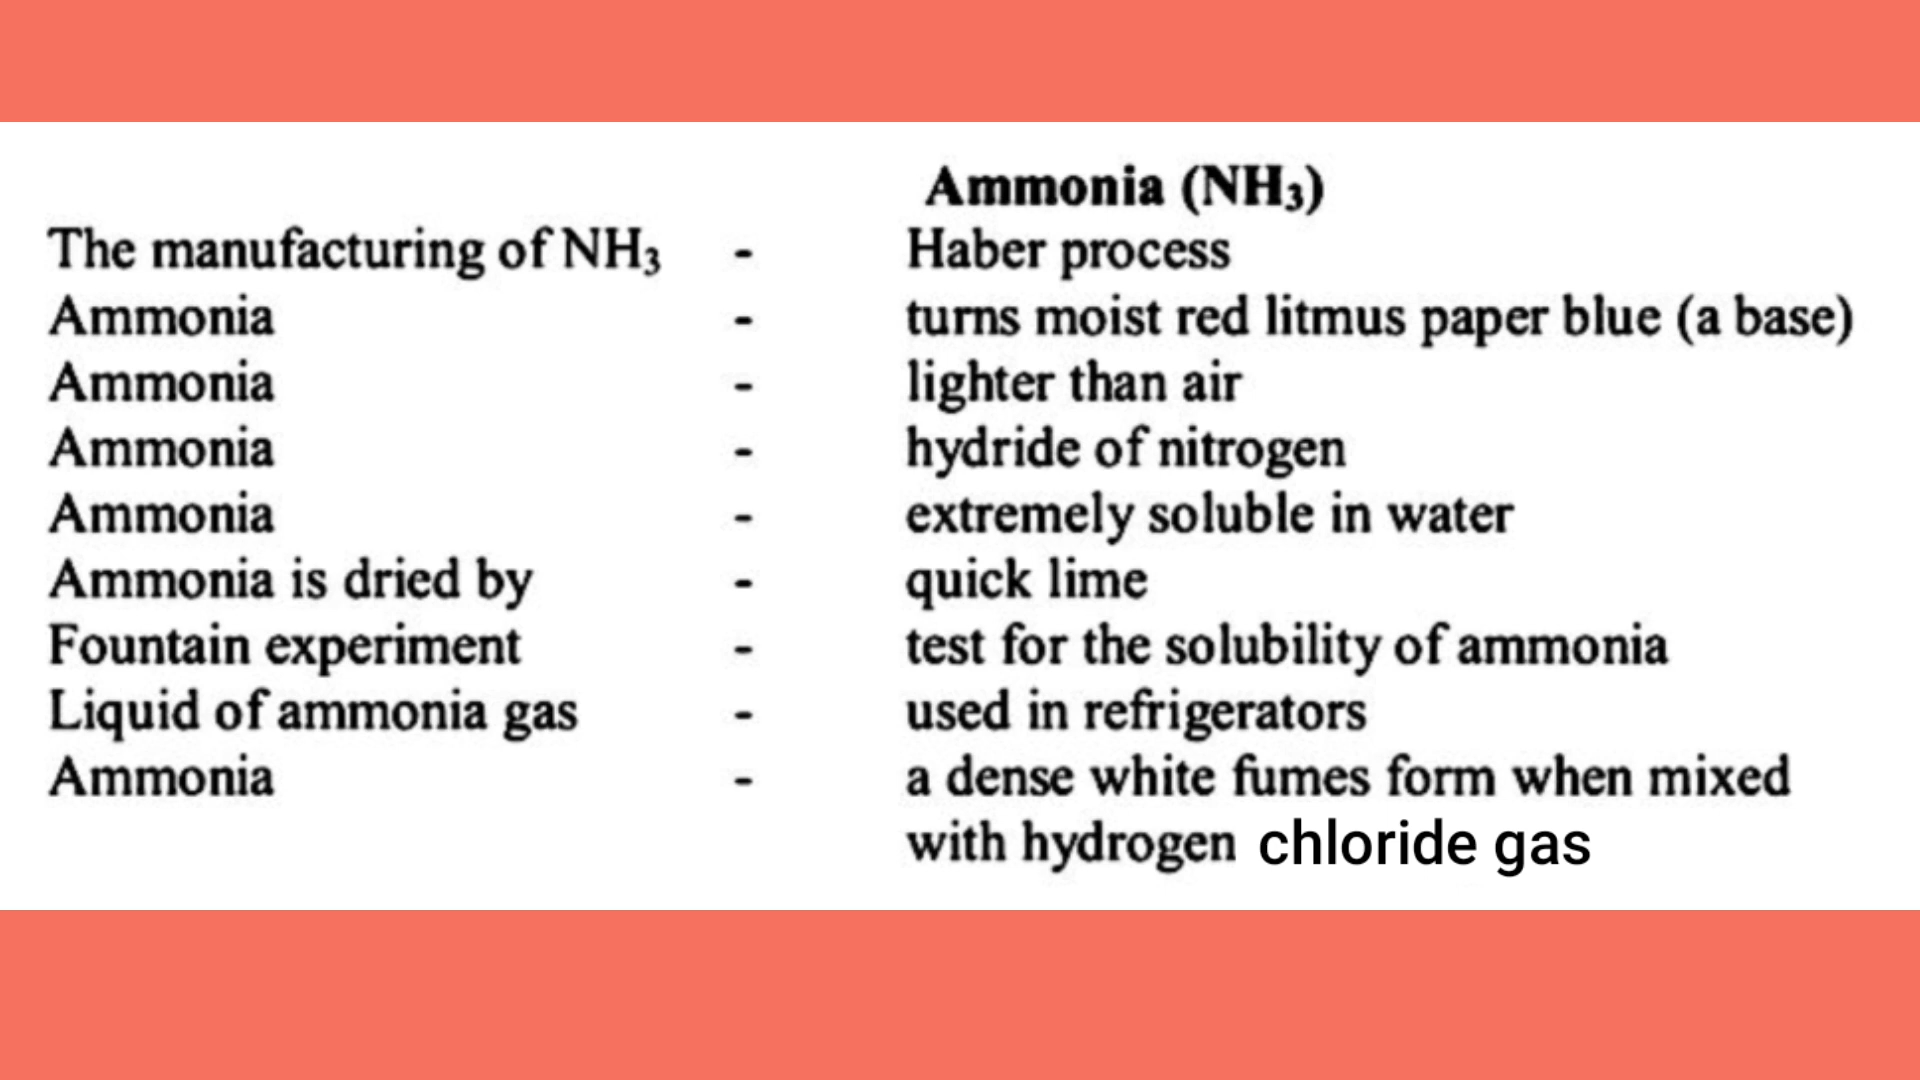 Ammonia (NH₃)
The manufacturing of NH₃ - Haber process
Ammonia - turns moist red litmus paper blue (a base)
Ammonia - lighter than air
Ammonia - hydride of nitrogen
Ammonia - extremely soluble in water
Ammonia is dried by - quick lime
Fountain experiment - test for the solubility of ammonia
Liquid of ammonia gas - used in refrigerators
Ammonia - a dense white fumes form when mixed
with hydrogen chloride gas